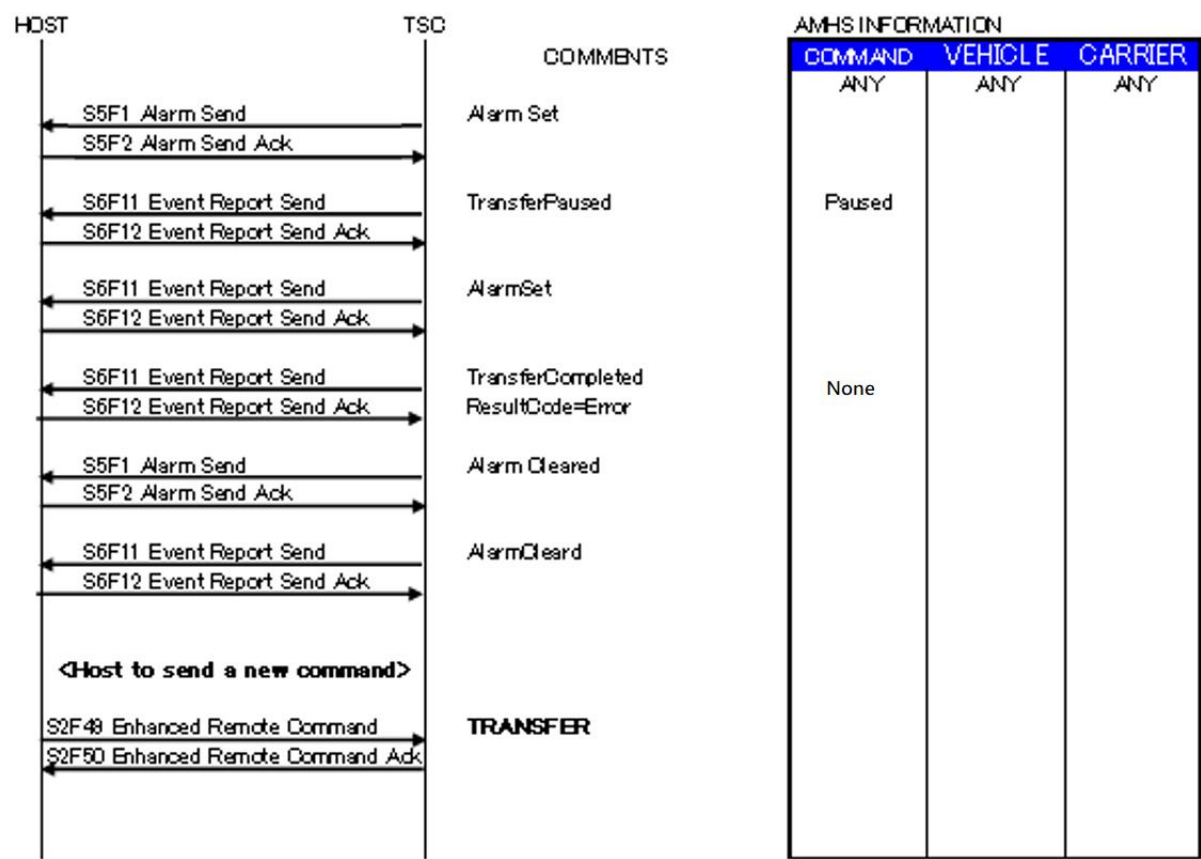 HOST TSC AMHS INFORMATION
COMMENTS COMMAND VEHICLE CARRIER
ANY ANY ANY
S5F1 Alarm Send Alarm Set
S5F2 Alarm Send Ack
S6F11 Event Report Send TransferPaused Paused
S6F12 Event Report Send Ack
S6F11 Event Report Send AlarmSet
S6F12 Event Report Send Ack
S6F11 Event Report Send TransferCompleted None
S6F12 Event Report Send Ack ResultCode=Error
S5F1 Alarm Send Alarm Cleared
S5F2 Alarm Send Ack
S6F11 Event Report Send AlarmCleard
S6F12 Event Report Send Ack
<Host to send a new command>
S2F49 Enhanced Remote Command TRANSFER
S2F50 Enhanced Remote Command Ack